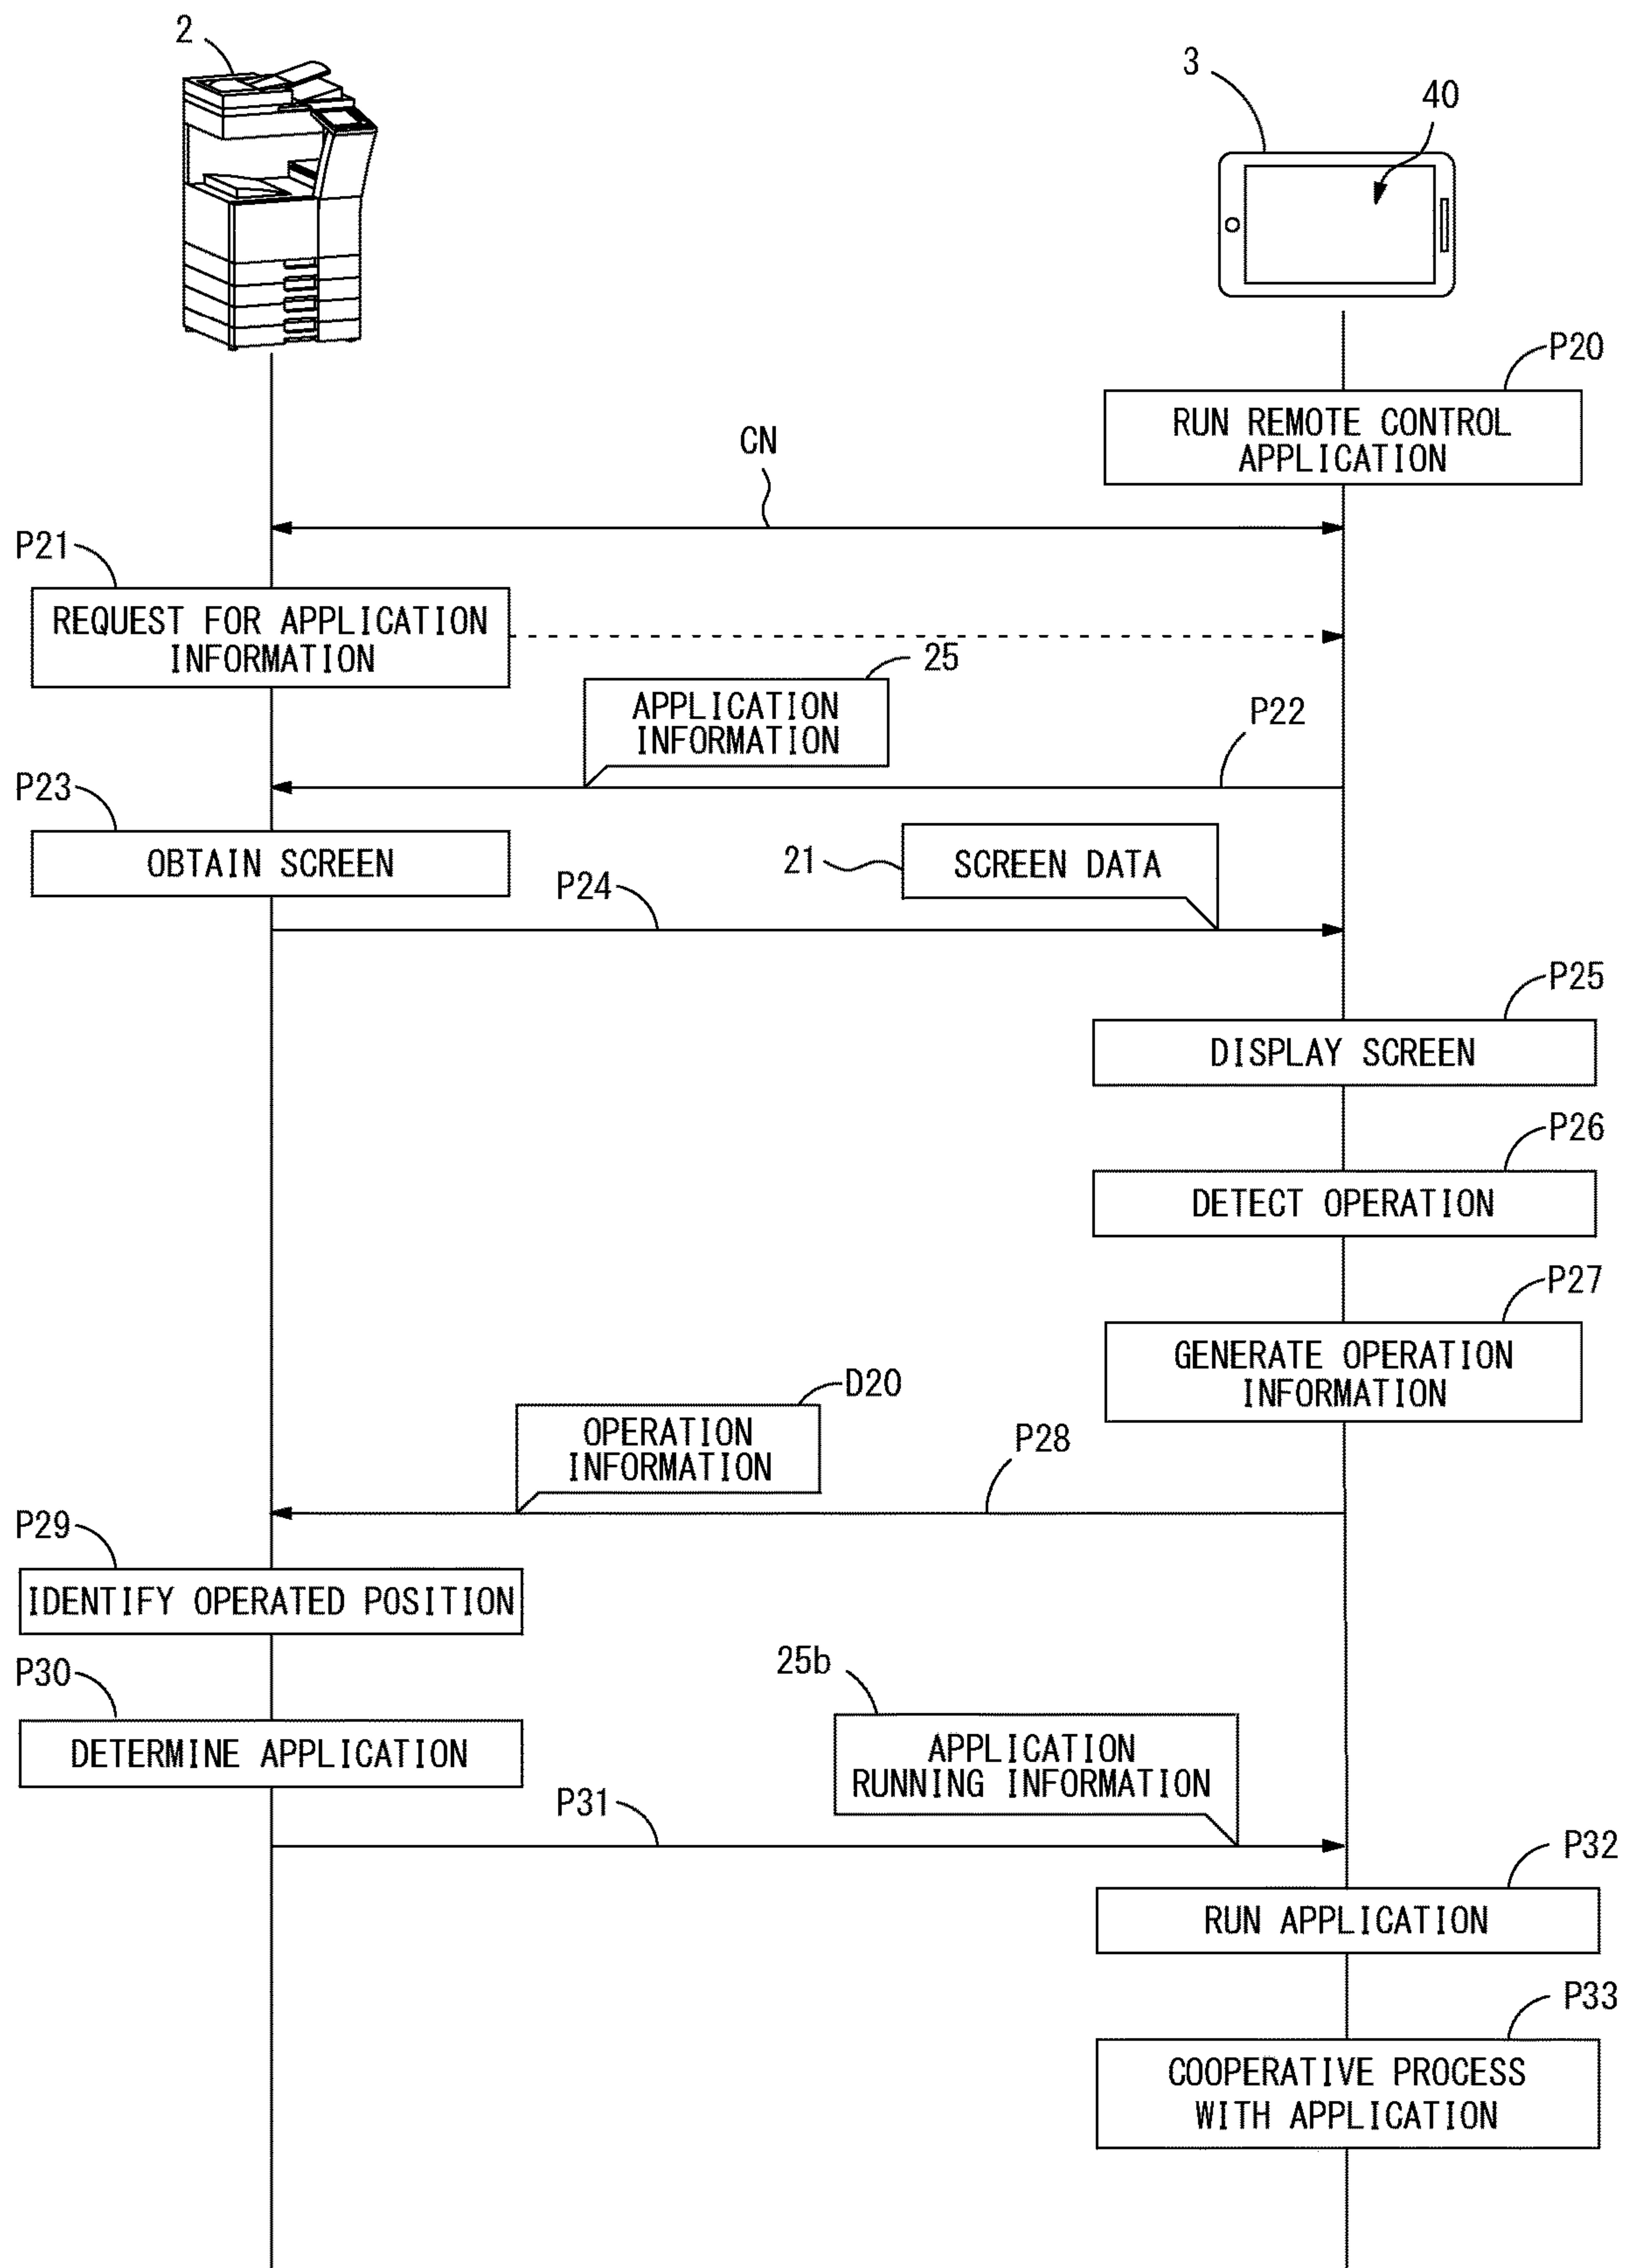 2
3
40
P20
RUN REMOTE CONTROL
APPLICATION
CN
P21
REQUEST FOR APPLICATION
INFORMATION
25
APPLICATION
INFORMATION
P22
P23
OBTAIN SCREEN
21
SCREEN DATA
P24
P25
DISPLAY SCREEN
P26
DETECT OPERATION
P27
GENERATE OPERATION
INFORMATION
D20
OPERATION
INFORMATION
P28
P29
IDENTIFY OPERATED POSITION
P30
DETERMINE APPLICATION
25b
APPLICATION
RUNNING INFORMATION
P31
P32
RUN APPLICATION
P33
COOPERATIVE PROCESS
WITH APPLICATION